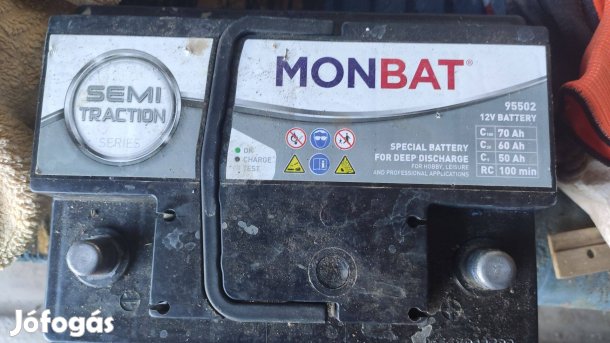 SEMI
TRACTION
SERIES
MONBAT®
95502
12V BATTERY
70 Ah
60 Ah
50 Ah
RC 100 min
OK
CHARGE
TEST
SPECIAL BATTERY
FOR DEEP DISCHARGE
FOR HOBBY, LEISURE
AND PROFESSIONAL APPLICATIONS
Jófogás